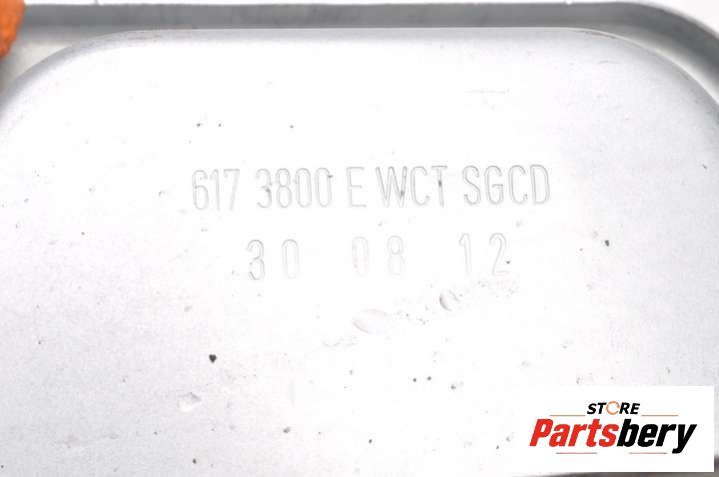 617 3800 E WCT SGCD
30 08 12
STORE
Partsbery